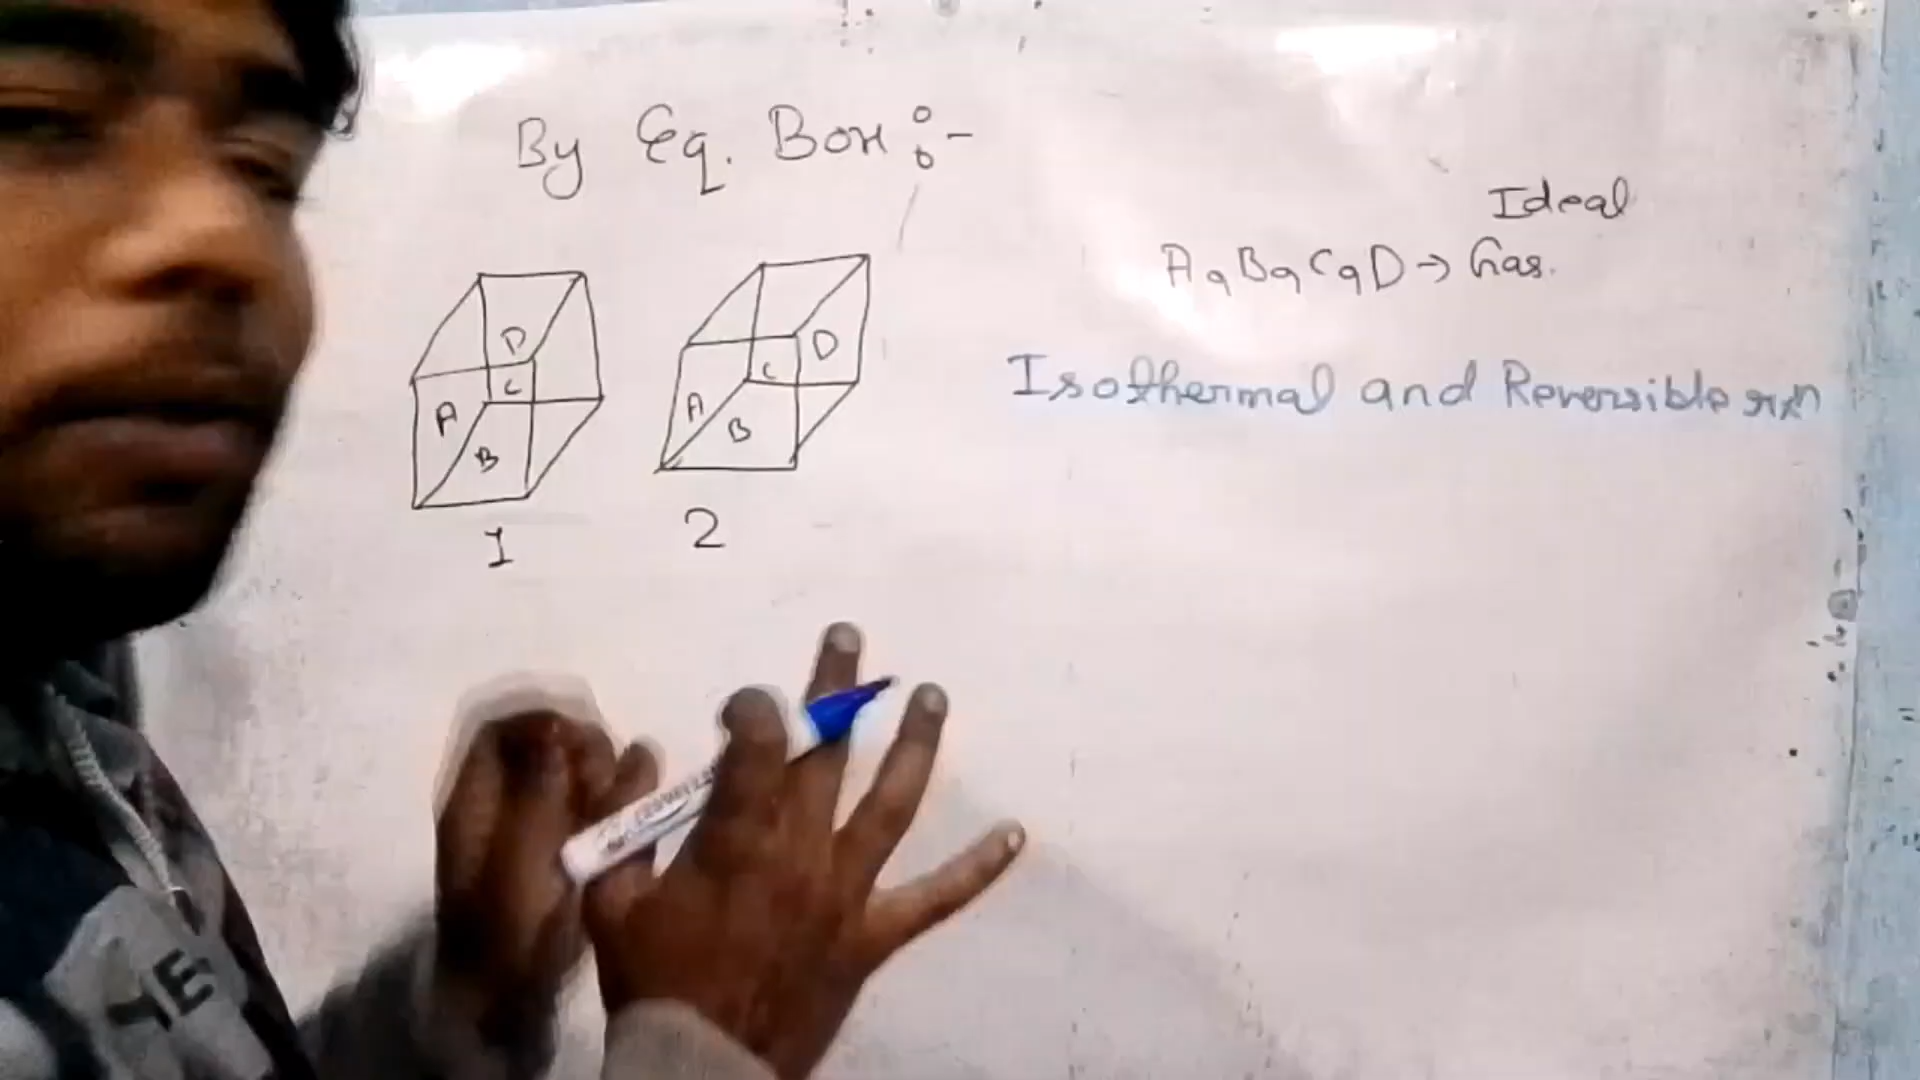 By Eq. Box :-
Ideal
A, B, C, D → Gas.
Isothermal and Reversible rxn
D
C
A
B
1
D
C
A
B
2